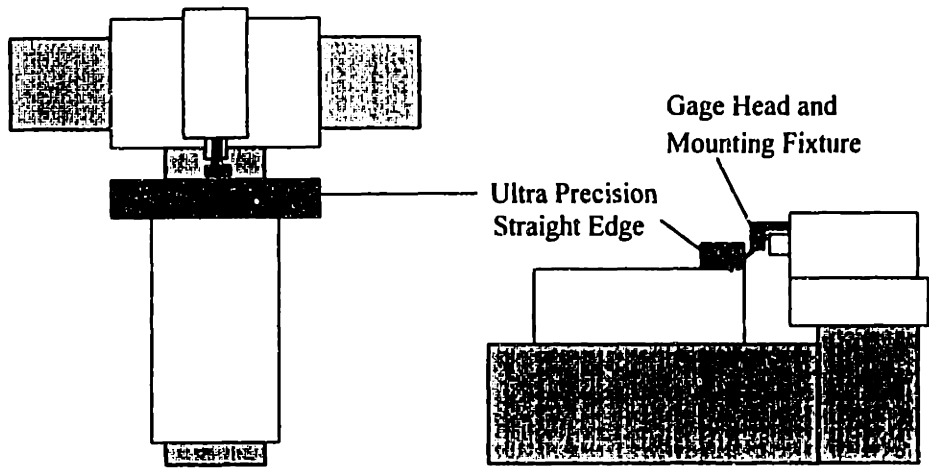 Gage Head and
Mounting Fixture
Ultra Precision
Straight Edge